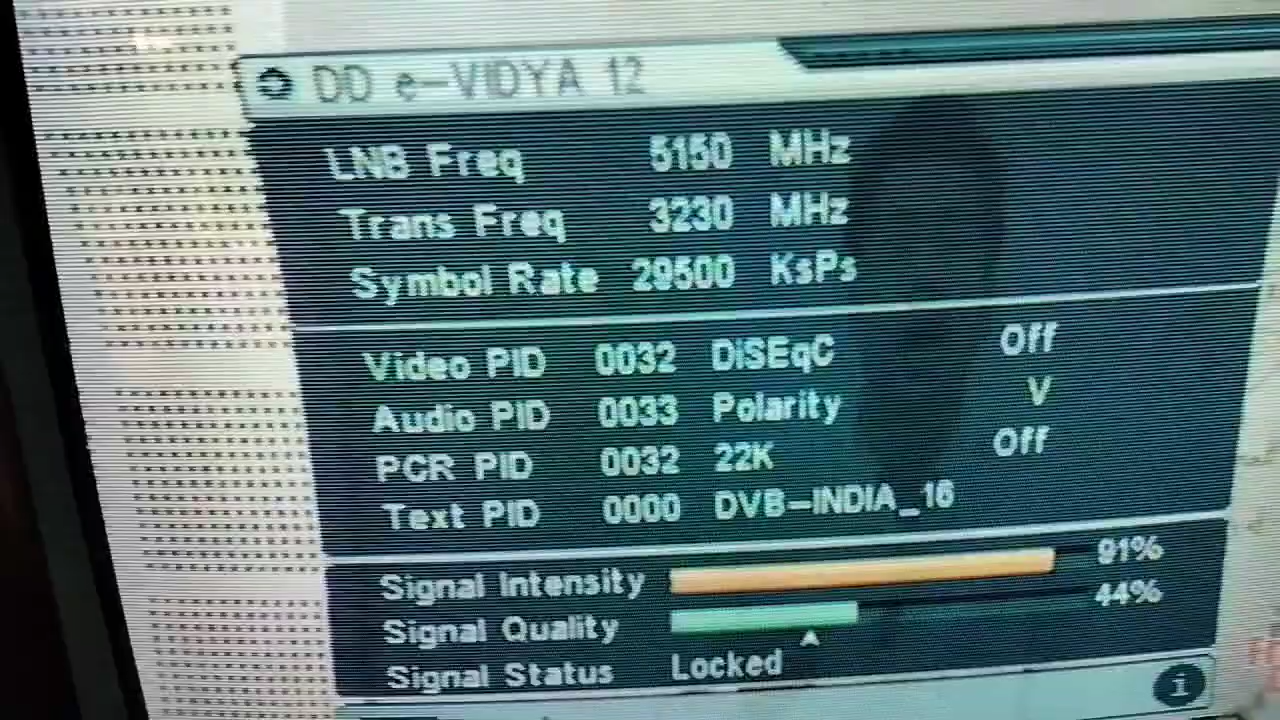 DD e-VIDYA 12
LNB Freq 5150 MHz
Trans Freq 3230 MHz
Symbol Rate 29500 KsPs
Video PID 0032 DiSEqC Off
Audio PID 0033 Polarity V
PCR PID 0032 22K Off
Text PID 0000 DVB-INDIA_16
Signal Intensity 91%
Signal Quality 44%
Signal Status Locked
i